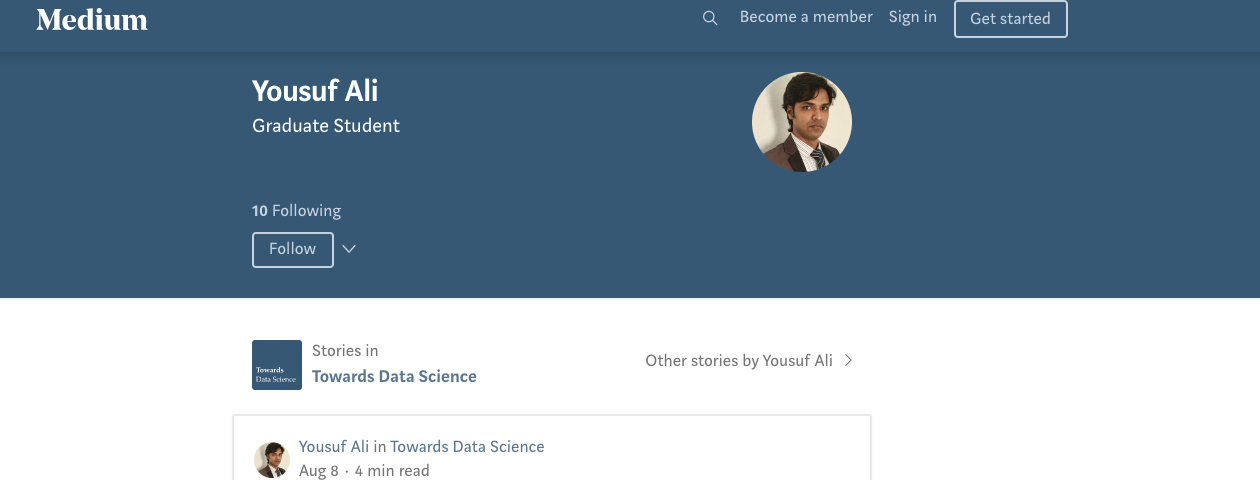 Medium
Become a member
Sign in
Get started
Yousuf Ali
Graduate Student
10 Following
Follow
Towards
Data Science
Stories in
Towards Data Science
Other stories by Yousuf Ali
Yousuf Ali in Towards Data Science
Aug 8 · 4 min read